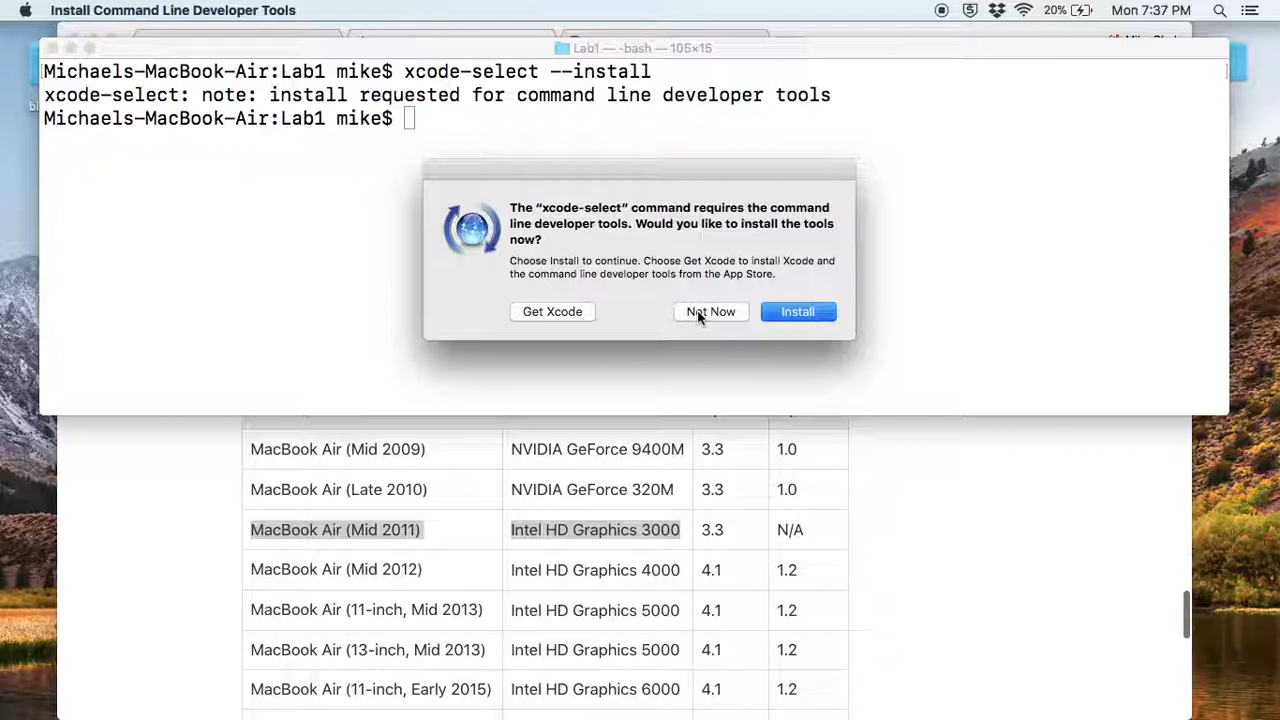 Install Command Line Developer Tools
20%
Mon 7:37 PM
Lab1 — -bash — 105×15
Michaels-MacBook-Air:Lab1 mike$ xcode-select --install
xcode-select: note: install requested for command line developer tools
Michaels-MacBook-Air:Lab1 mike$
The “xcode-select” command requires the command
line developer tools. Would you like to install the tools
now?
Choose Install to continue. Choose Get Xcode to install Xcode and
the command line developer tools from the App Store.
Get Xcode
Not Now
Install
MacBook Air (Mid 2009) NVIDIA GeForce 9400M 3.3 1.0
MacBook Air (Late 2010) NVIDIA GeForce 320M 3.3 1.0
MacBook Air (Mid 2011) Intel HD Graphics 3000 3.3 N/A
MacBook Air (Mid 2012) Intel HD Graphics 4000 4.1 1.2
MacBook Air (11-inch, Mid 2013) Intel HD Graphics 5000 4.1 1.2
MacBook Air (13-inch, Mid 2013) Intel HD Graphics 5000 4.1 1.2
MacBook Air (11-inch, Early 2015) Intel HD Graphics 6000 4.1 1.2